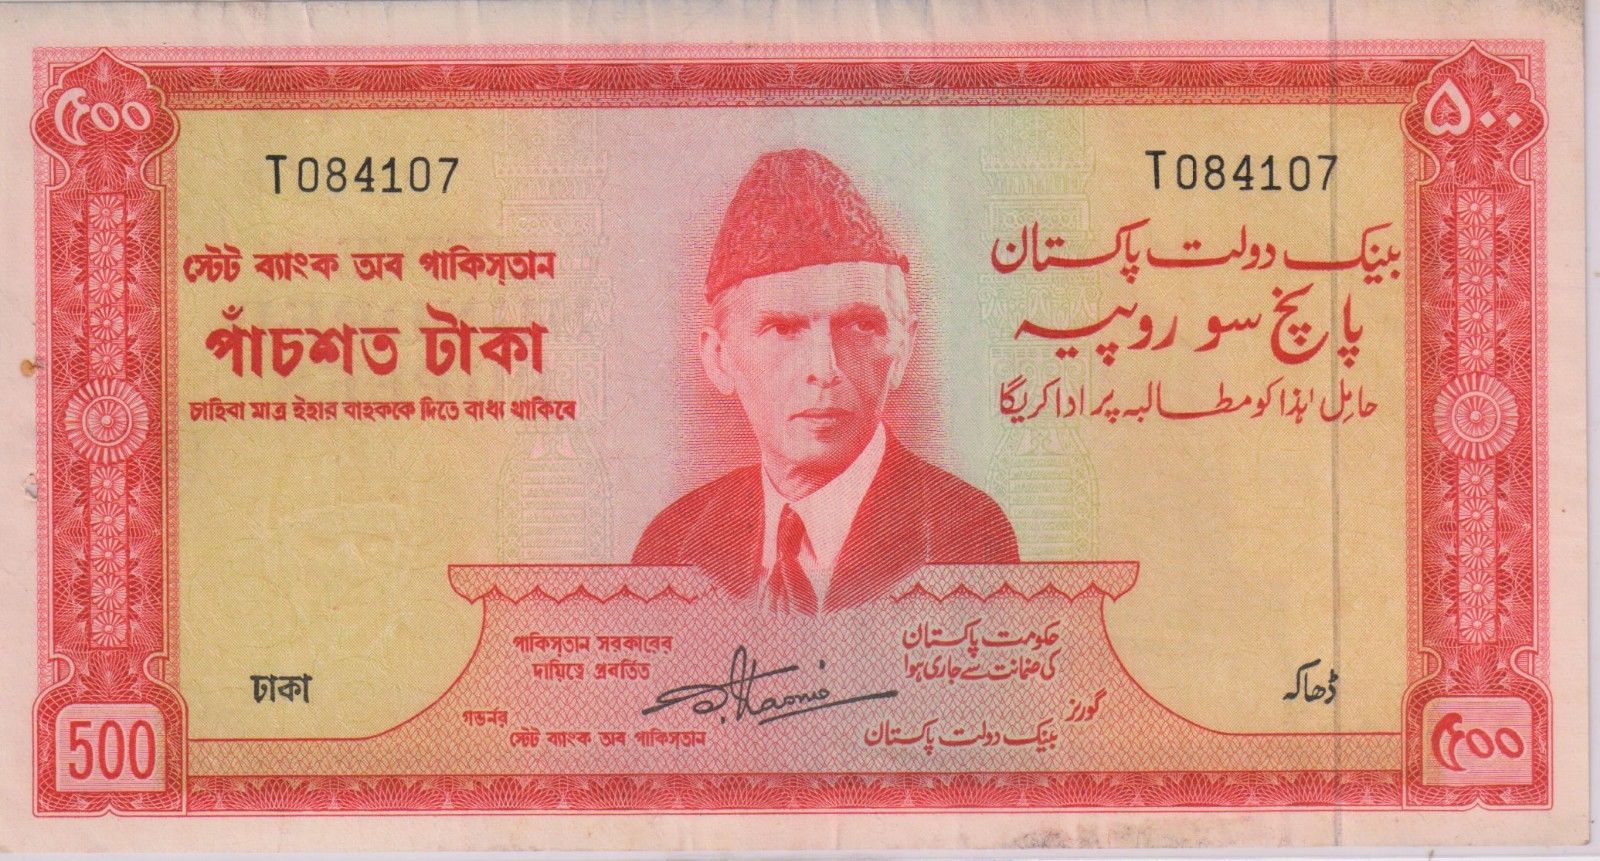 ৫০০
۵۰۰
T084107
T084107
স্টেট ব্যাংক অব পাকিস্তান
পাঁচশত টাকা
চাহিবা মাত্র ইহার বাহককে দিতে বাধ্য থাকিবে
بینک دولت پاکستان
پانچ سو روپیہ
حامل ہذا کو مطالبہ پر ادا کریگا
পাকিস্তান সরকারের
দায়িত্বে প্রবর্তিত
حکومت پاکستان
کی ضمانت سے جاری ہوا
ঢাকা
ڈھاکہ
গভর্নর
স্টেট ব্যাংক অব পাকিস্তান
گورنر
بینک دولت پاکستان
500
৫০০